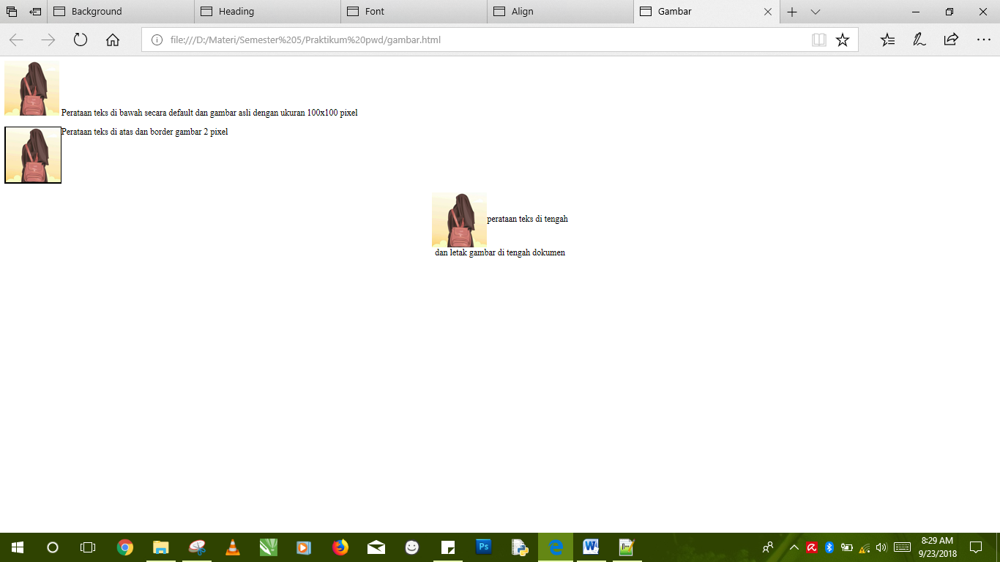 Background
Heading
Font
Align
Gambar
file:///D:/Materi/Semester%205/Praktikum%20pwd/gambar.html
Perataan teks di bawah secara default dan gambar asli dengan ukuran 100x100 pixel
Perataan teks di atas dan border gambar 2 pixel
perataan teks di tengah
dan letak gambar di tengah dokumen
Ps
8:29 AM
9/23/2018